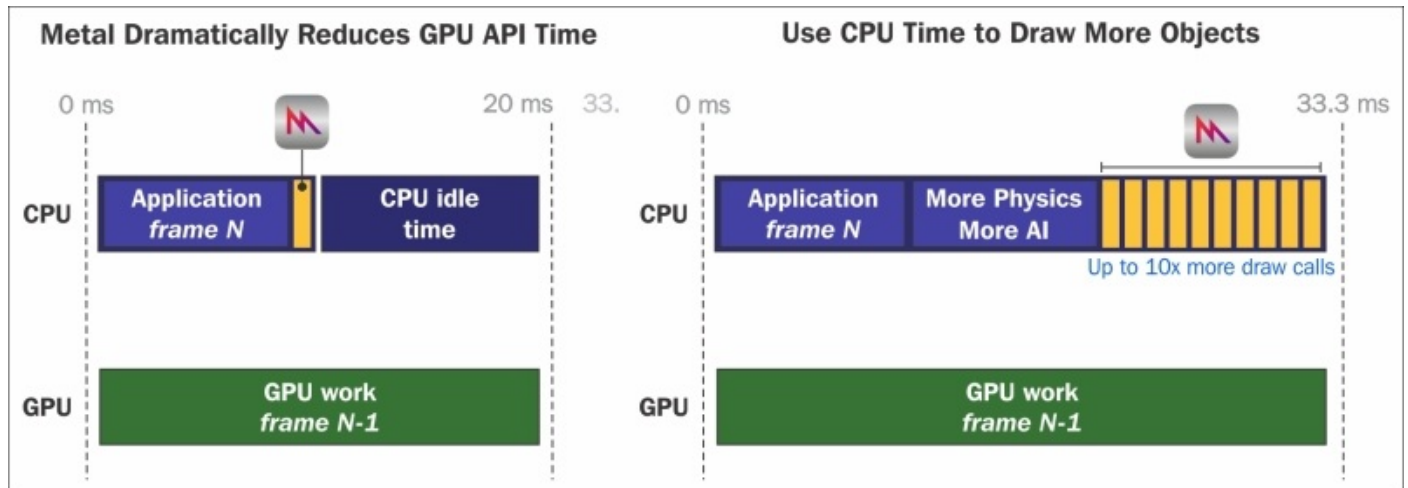 Metal Dramatically Reduces GPU API Time
0 ms
20 ms
33.
CPU
Application
frame N
CPU idle
time
GPU
GPU work
frame N-1
Use CPU Time to Draw More Objects
0 ms
33.3 ms
CPU
Application
frame N
More Physics
More AI
Up to 10x more draw calls
GPU
GPU work
frame N-1